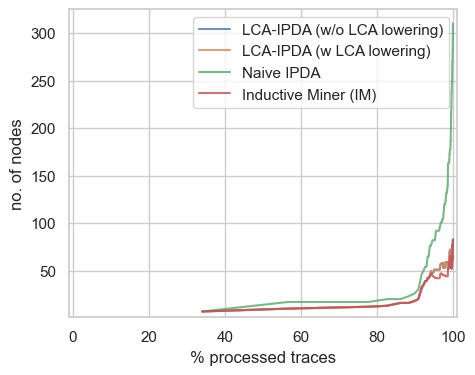 LCA-IPDA (w/o LCA lowering)
LCA-IPDA (w LCA lowering)
Naive IPDA
Inductive Miner (IM)
no. of nodes
300
250
200
150
100
50
0
20
40
60
80
100
% processed traces